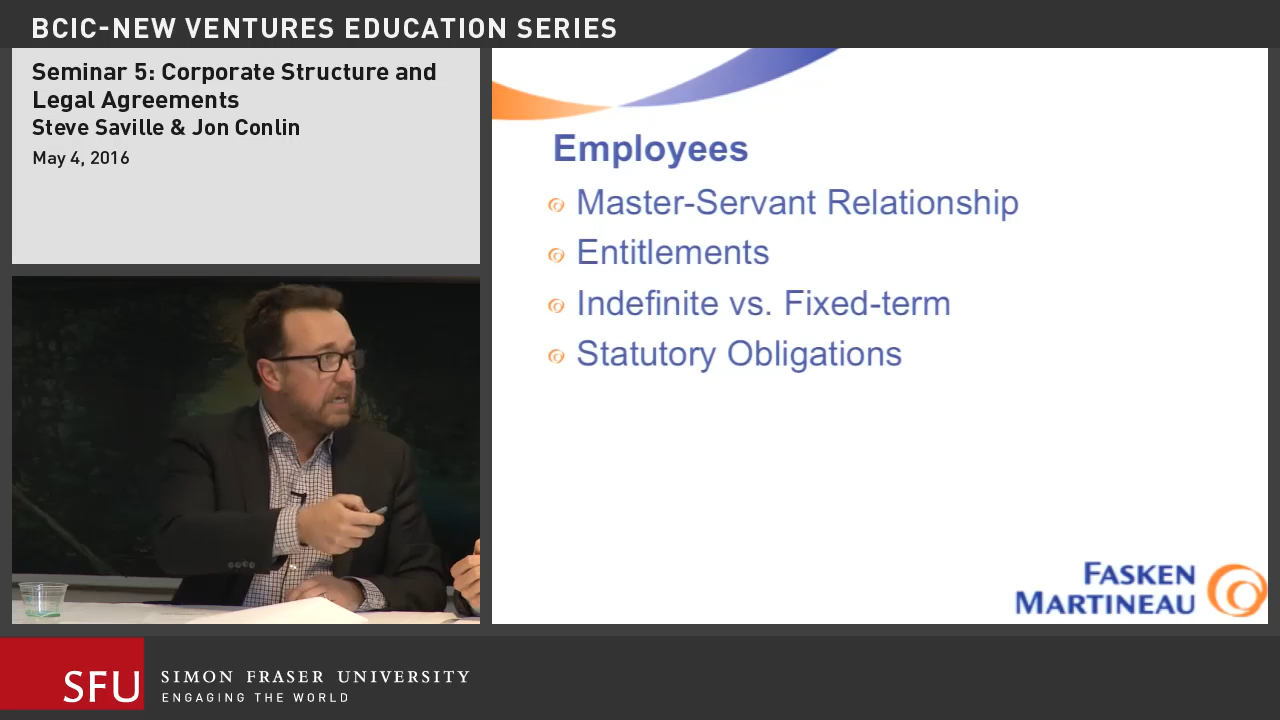 BCIC-NEW VENTURES EDUCATION SERIES
Seminar 5: Corporate Structure and
Legal Agreements
Steve Saville & Jon Conlin
May 4, 2016
Employees
Master-Servant Relationship
Entitlements
Indefinite vs. Fixed-term
Statutory Obligations
FASKEN
MARTINEAU
SFU
SIMON FRASER UNIVERSITY
ENGAGING THE WORLD